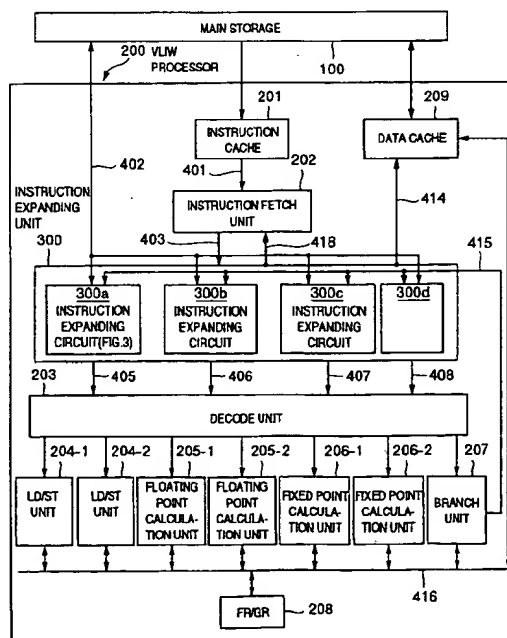 MAIN STORAGE
200
VLIW
PROCESSOR
100
201
209
INSTRUCTION
CACHE
DATA CACHE
402
401
202
INSTRUCTION
EXPANDING
UNIT
INSTRUCTION FETCH
UNIT
414
300
403
418
415
300a
INSTRUCTION
EXPANDING
CIRCUIT(FIG.3)
300b
INSTRUCTION
EXPANDING
CIRCUIT
300c
INSTRUCTION
EXPANDING
CIRCUIT
300d
203
405
406
407
408
DECODE UNIT
204-1
204-2
205-1
205-2
206-1
206-2
207
LD/ST
UNIT
LD/ST
UNIT
FLOATING
POINT
CALCULA-
TION UNIT
FLOATING
POINT
CALCULA-
TION UNIT
FIXED POINT
CALCULA-
TION UNIT
FIXED POINT
CALCULA-
TION UNIT
BRANCH
UNIT
416
FR/GR
208